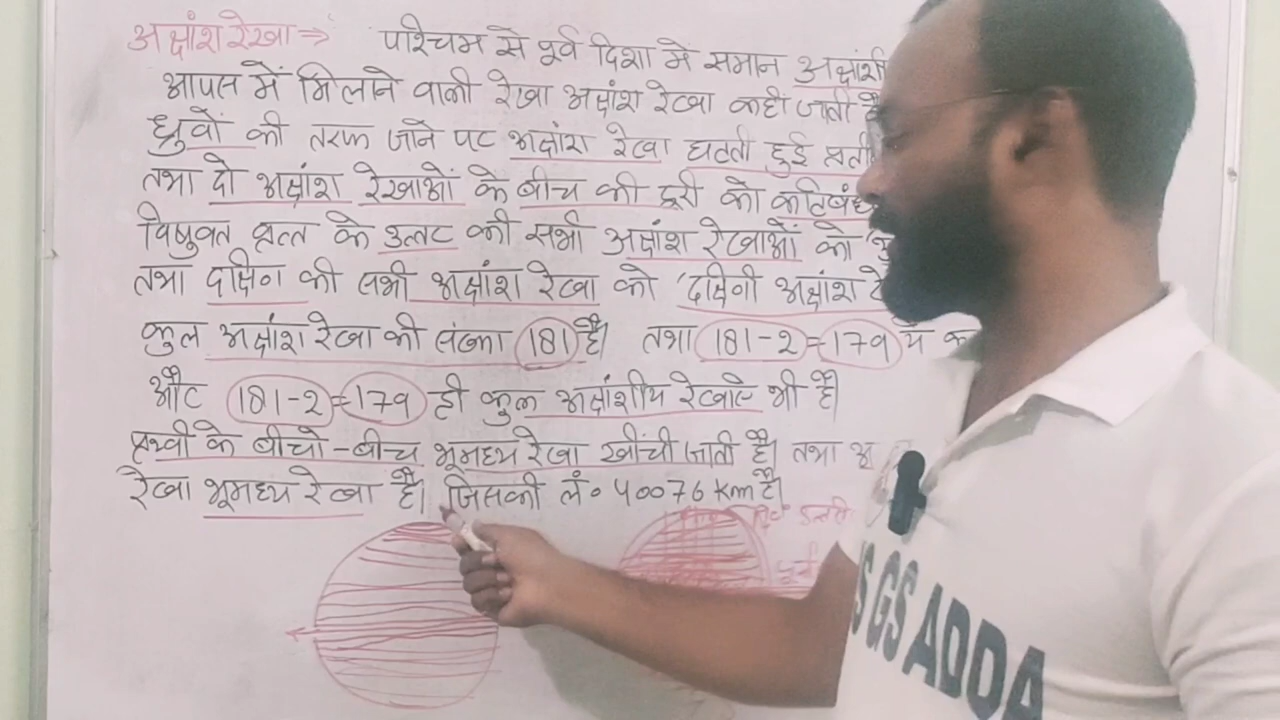 अक्षांश रेखा ⇒ पश्चिम से पूर्व दिशा में समान अक्षांशी
आपस में मिलाने वाली रेखा अक्षांश रेखा कही जाती है
ध्रुवों की तरफ जाने पर अक्षांश रेखा घटती हुई
तथा दो अक्षांश रेखाओं के बीच की दूरी को कटिबंध
विषुवत वृत्त के उत्तर की सभी अक्षांश रेखाओं को
तथा दक्षिण की सभी अक्षांश रेखा को 'दक्षिणी अक्षांश
कुल अक्षांश रेखा की संख्या 181 है। तथा 181-2=179
और 181-2=179 ही कुल अक्षांशीय रेखाएं भी है।
पृथ्वी के बीचो-बीच भूमध्य रेखा खींची जाती है। तथा
रेखा भूमध्य रेखा है। जिसकी लं० 40076 Km है।
GS ADDA